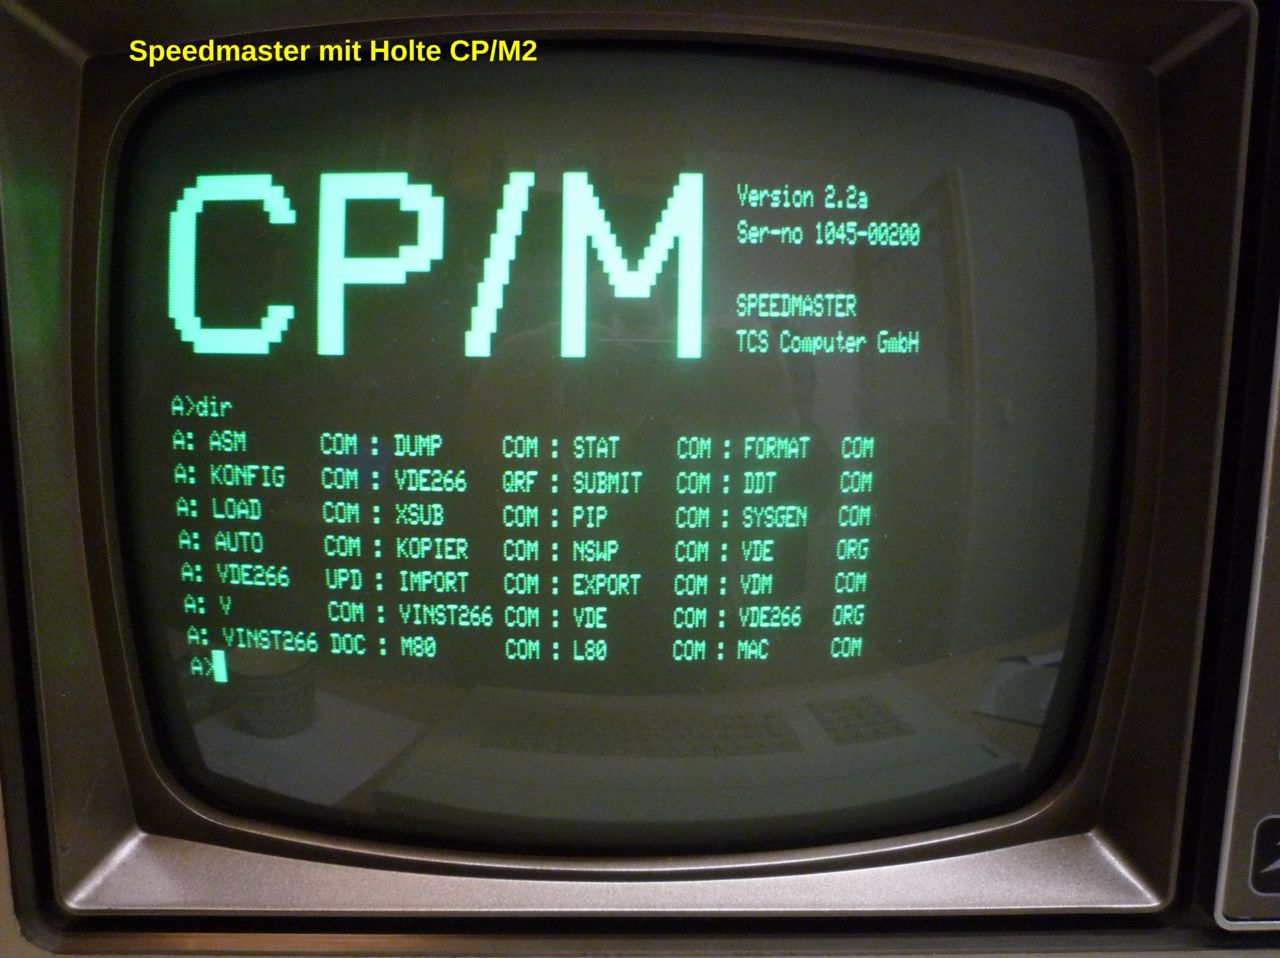 Speedmaster mit Holte CP/M2
CP/M
Version 2.2a
Ser-no 1045-00200
SPEEDMASTER
TCS Computer GmbH
A>dir
A: ASM COM : DUMP COM : STAT COM : FORMAT COM
A: KONFIG COM : VDE266 QRF : SUBMIT COM : DDT COM
A: LOAD COM : XSUB COM : PIP COM : SYSGEN COM
A: AUTO COM : KOPIER COM : NSWP COM : VDE ORG
A: VDE266 UPD : IMPORT COM : EXPORT COM : VDM COM
A: V COM : VINST266 COM : VDE COM : VDE266 ORG
A: VINST266 DOC : M80 COM : L80 COM : MAC COM
A>